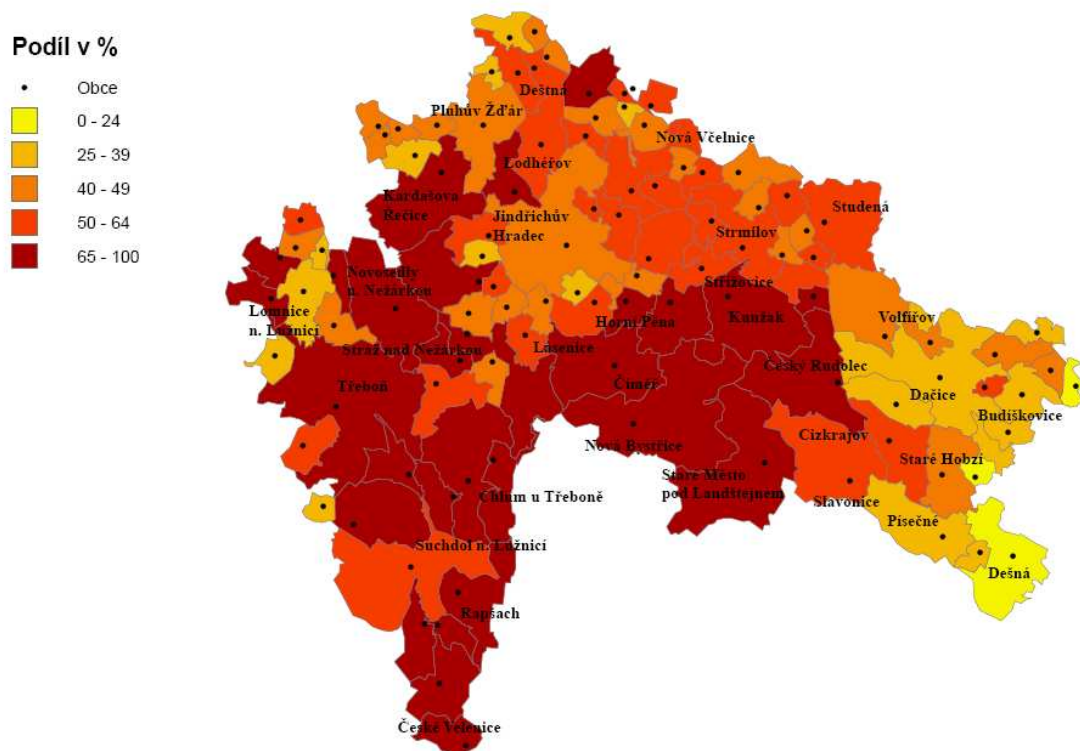 Podíl v %
Obce
0 - 24
25 - 39
40 - 49
50 - 64
65 - 100
Deštná
Pluhův Žďár
Nová Včelnice
Lodhéřov
Kardašova
Řečice
Jindřichův
Hradec
Studená
Strmilov
Novosedly
n. Nežárkou
Střížovice
Lomnice
n. Lužnicí
Horní Pěna
Kunžak
Volfířov
Stráž nad Nežárkou
Lásenice
Číměř
Český Rudolec
Třeboň
Dačice
Budíškovice
Cizkrajov
Nová Bystřice
Staré Hobzí
Staré Město
pod Landštejnem
Chlum u Třeboně
Slavonice
Písečné
Suchdol n. Lužnicí
Dešná
Rapšach
České Velenice